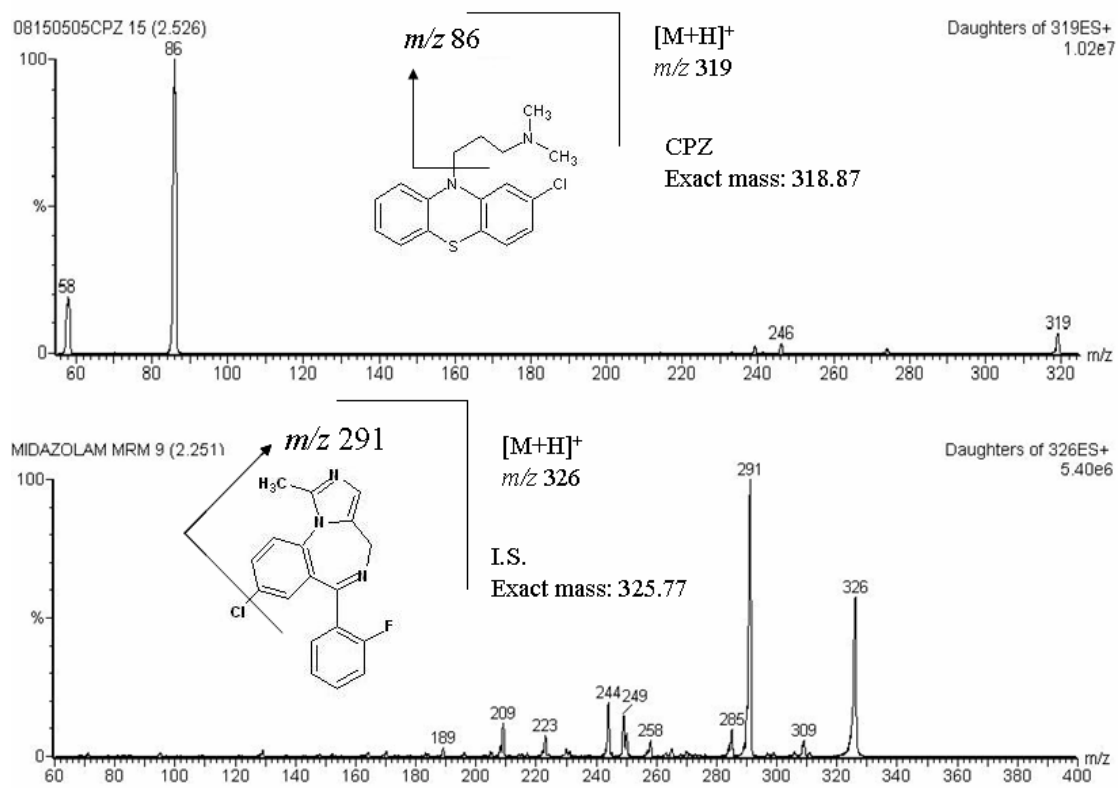 08150505CPZ 15 (2.526)
Daughters of 319ES+
1.02e7
m/z 86
[M+H]+
m/z 319
CPZ
Exact mass: 318.87
CH3
N
CH3
N
Cl
S
100
%
0
58
86
246
319
60 80 100 120 140 160 180 200 220 240 260 280 300 320
m/z
MIDAZOLAM MRM 9 (2.251)
Daughters of 326ES+
5.40e6
m/z 291
[M+H]+
m/z 326
I.S.
Exact mass: 325.77
H3C
N
N
N
Cl
F
100
%
0
189
209
223
244
249
258
285
291
309
326
60 80 100 120 140 160 180 200 220 240 260 280 300 320 340 360 380 400
m/z